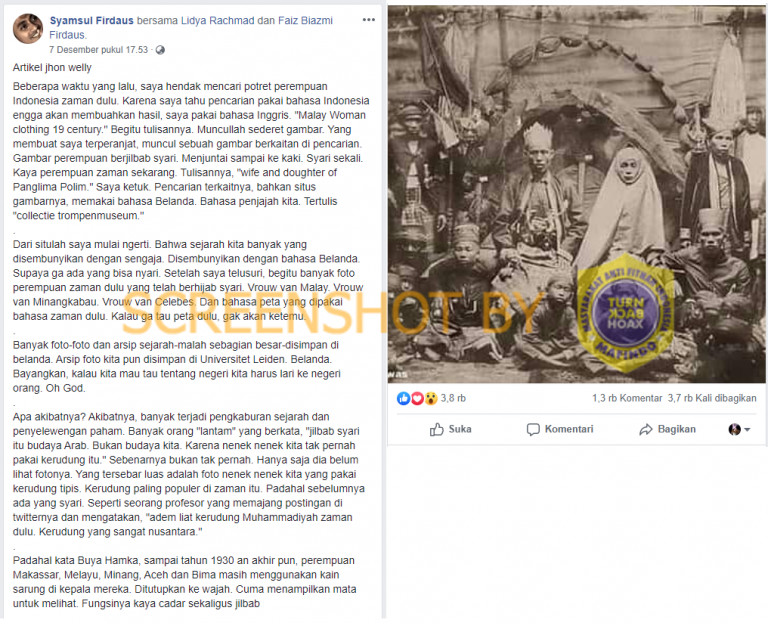 Syamsul Firdaus bersama Lidya Rachmad dan Faiz Biazmi
Firdaus.
7 Desember pukul 17.53 ·
Artikel jhon welly
Beberapa waktu yang lalu, saya hendak mencari potret perempuan
Indonesia zaman dulu. Karena saya tahu pencarian pakai bahasa Indonesia
engga akan membuahkan hasil, saya pakai bahasa Inggris. "Malay Woman
clothing 19 century." Begitu tulisannya. Muncullah sederet gambar. Yang
membuat saya terperanjat, muncul sebuah gambar berkaitan di pencarian.
Gambar perempuan berjilbab syari. Menjuntai sampai ke kaki. Syari sekali.
Kaya perempuan zaman sekarang. Tulisannya, "wife and doughter of
Panglima Polim." Saya ketuk. Pencarian terkaitnya, bahkan situs
gambarnya, memakai bahasa Belanda. Bahasa penjajah kita. Tertulis
"collectie trompenmuseum."
.
Dari situlah saya mulai ngerti. Bahwa sejarah kita banyak yang
disembunyikan dengan sengaja. Disembunyikan dengan bahasa Belanda.
Supaya ga ada yang bisa nyari. Setelah saya telusuri, begitu banyak foto
perempuan zaman dulu yang telah berhijab syari. Vrouw van Malay. Vrouw
van Minangkabau. Vrouw van Celebes. Dan bahasa peta yang dipakai
bahasa zaman dulu. Kalau ga tau peta dulu, gak akan ketemu.
.
Banyak foto-foto dan arsip sejarah-malah sebagian besar-disimpan di
belanda. Arsip foto kita pun disimpan di Universitet Leiden. Belanda.
Bayangkan, kalau kita mau tau tentang negeri kita harus lari ke negeri
orang. Oh God.
.
Apa akibatnya? Akibatnya, banyak terjadi pengkaburan sejarah dan
penyelewengan paham. Banyak orang "lantam" yang berkata, "jilbab syari
itu budaya Arab. Bukan budaya kita. Karena nenek nenek kita tak pernah
pakai kerudung itu." Sebenarnya bukan tak pernah. Hanya saja dia belum
lihat fotonya. Yang tersebar luas adalah foto nenek nenek kita yang pakai
kerudung tipis. Kerudung paling populer di zaman itu. Padahal sebelumnya
ada yang syari. Seperti seorang profesor yang memajang postingan di
twitternya dan mengatakan, "adem liat kerudung Muhammadiyah zaman
dulu. Kerudung yang sangat nusantara."
.
Padahal kata Buya Hamka, sampai tahun 1930 an akhir pun, perempuan
Makassar, Melayu, Minang, Aceh dan Bima masih menggunakan kain
sarung di kepala mereka. Ditutupkan ke wajah. Cuma menampilkan mata
untuk melihat. Fungsinya kaya cadar sekaligus jilbab
SCREENSHOT BY
MASYARAKAT ANTI FITNAH
TURN
BACK
HOAX
MAFINDO
WAS
3,8 rb
1,3 rb Komentar 3,7 rb Kali dibagikan
Suka
Komentari
Bagikan